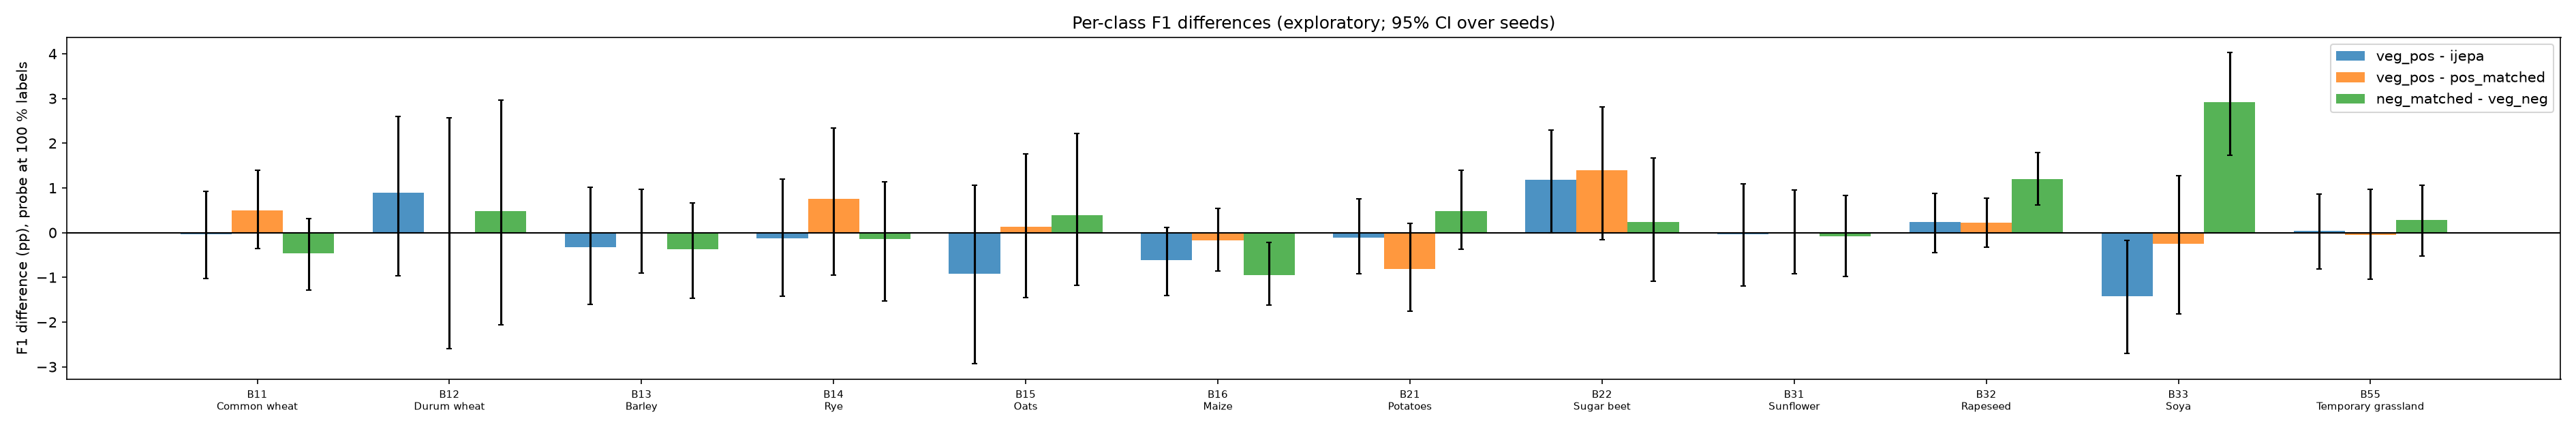 Per-class F1 differences (exploratory; 95% CI over seeds)
F1 difference (pp), probe at 100 % labels
4
3
2
1
0
−1
−2
−3
veg_pos - ijepa
veg_pos - pos_matched
neg_matched - veg_neg
B11
Common wheat
B12
Durum wheat
B13
Barley
B14
Rye
B15
Oats
B16
Maize
B21
Potatoes
B22
Sugar beet
B31
Sunflower
B32
Rapeseed
B33
Soya
B55
Temporary grassland